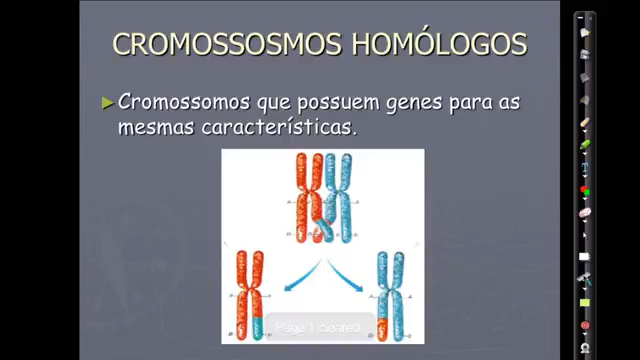 CROMOSSOSMOS HOMÓLOGOS
Cromossomos que possuem genes para as
mesmas características.
Page 1 cleared